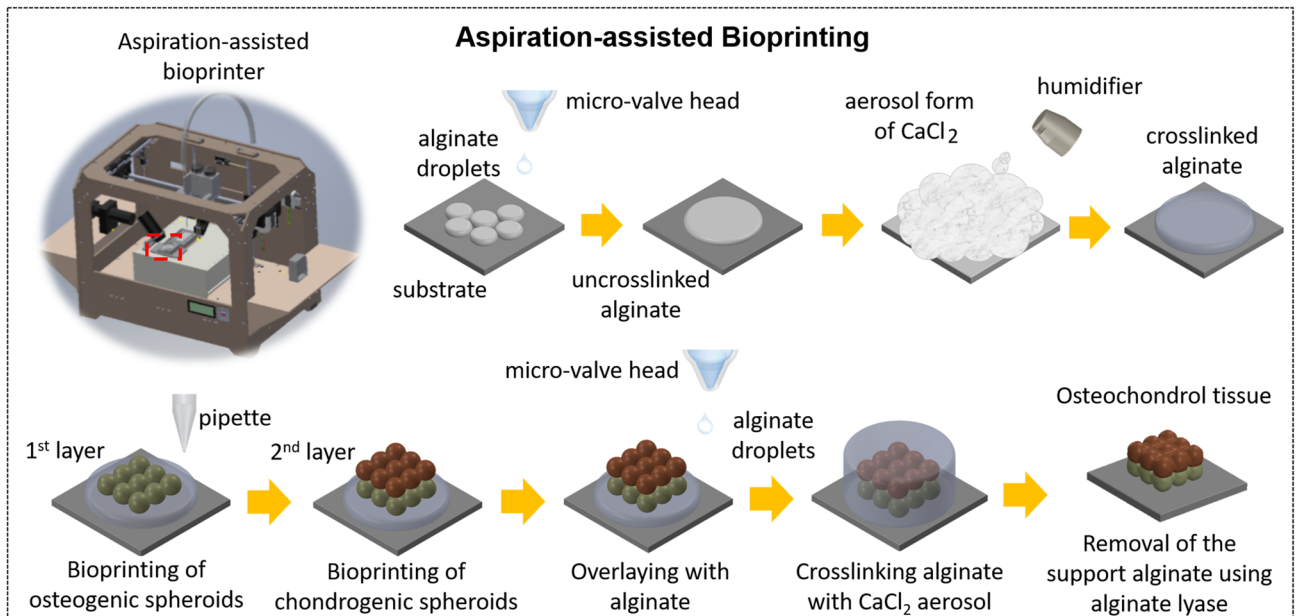 Aspiration-assisted Bioprinting
Aspiration-assisted
bioprinter
micro-valve head
alginate
droplets
substrate
uncrosslinked
alginate
aerosol form
of CaCl₂
humidifier
crosslinked
alginate
1ˢᵗ layer
pipette
Bioprinting of
osteogenic spheroids
2ⁿᵈ layer
Bioprinting of
chondrogenic spheroids
micro-valve head
alginate
droplets
Overlaying with
alginate
Crosslinking alginate
with CaCl₂ aerosol
Osteochondrol tissue
Removal of the
support alginate using
alginate lyase